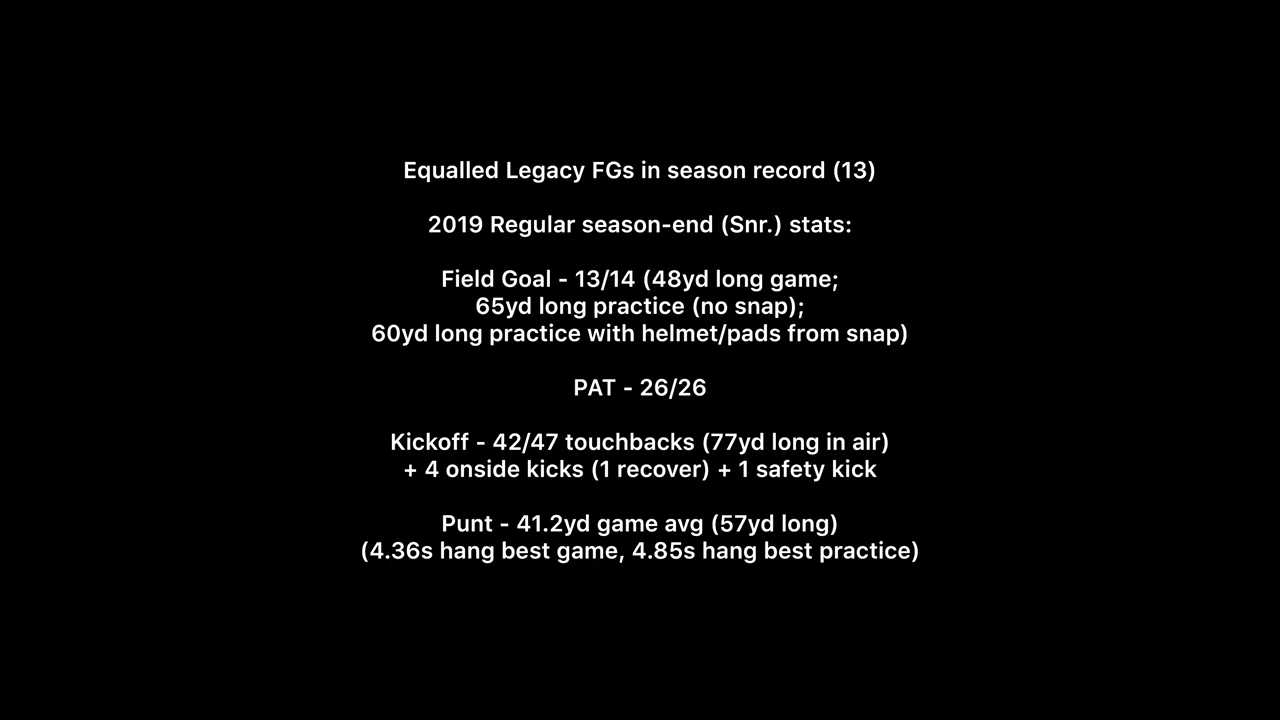 Equalled Legacy FGs in season record (13)
2019 Regular season-end (Snr.) stats:
Field Goal - 13/14 (48yd long game;
65yd long practice (no snap);
60yd long practice with helmet/pads from snap)
PAT - 26/26
Kickoff - 42/47 touchbacks (77yd long in air)
+ 4 onside kicks (1 recover) + 1 safety kick
Punt - 41.2yd game avg (57yd long)
(4.36s hang best game, 4.85s hang best practice)